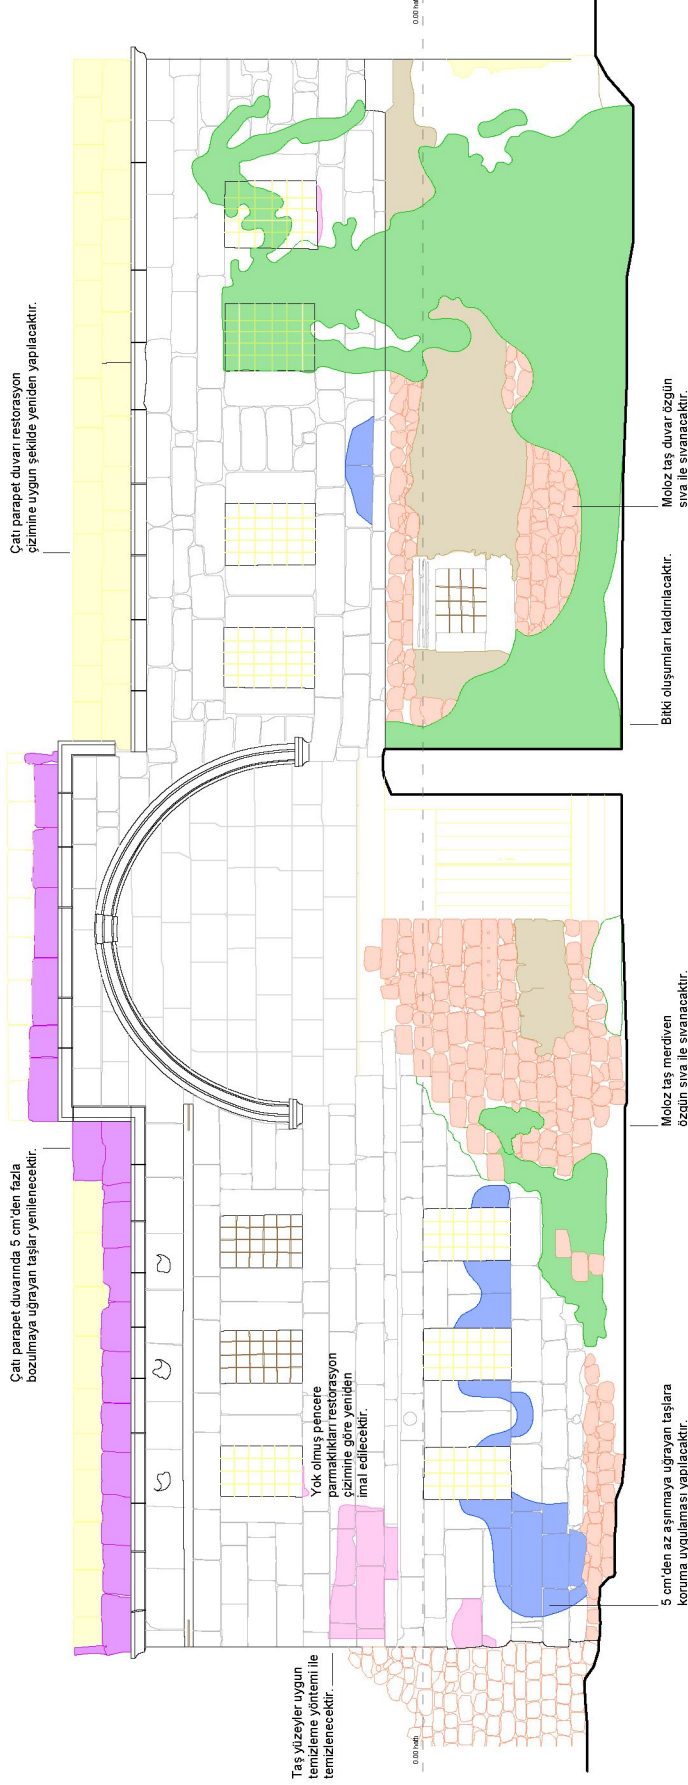 Çatı parapet duvarında 5 cm'den fazla
bozulmaya uğrayan taşlar yenilenecektir.
Çatı parapet duvarı restorasyon
çizimine uygun şekilde yeniden yapılacaktır.
Taş yüzeyler uygun
temizleme yöntemi ile
temizlenecektir.
Yok olmuş pencere
parmaklıkları restorasyon
çizimine göre yeniden
imal edilecektir.
0.00 hattı
0.00 hattı
5 cm'den az aşınmaya uğrayan taşlara
koruma uygulaması yapılacaktır.
Moloz taş merdiven
özgün sıva ile sıvanacaktır.
Bitki oluşumları kaldırılacaktır.
Moloz taş duvar özgün
sıva ile sıvanacaktır.